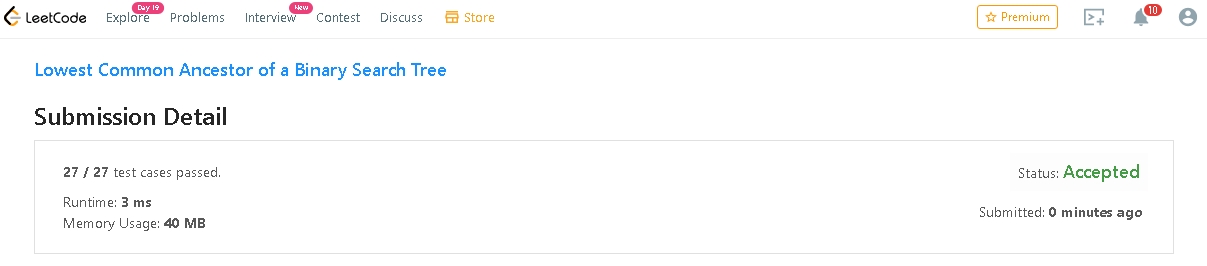 Day 19 New 10
LeetCode Explore Problems Interview Contest Discuss Store Premium
Lowest Common Ancestor of a Binary Search Tree
Submission Detail
27 / 27 test cases passed. Status: Accepted
Runtime: 3 ms
Memory Usage: 40 MB Submitted: 0 minutes ago